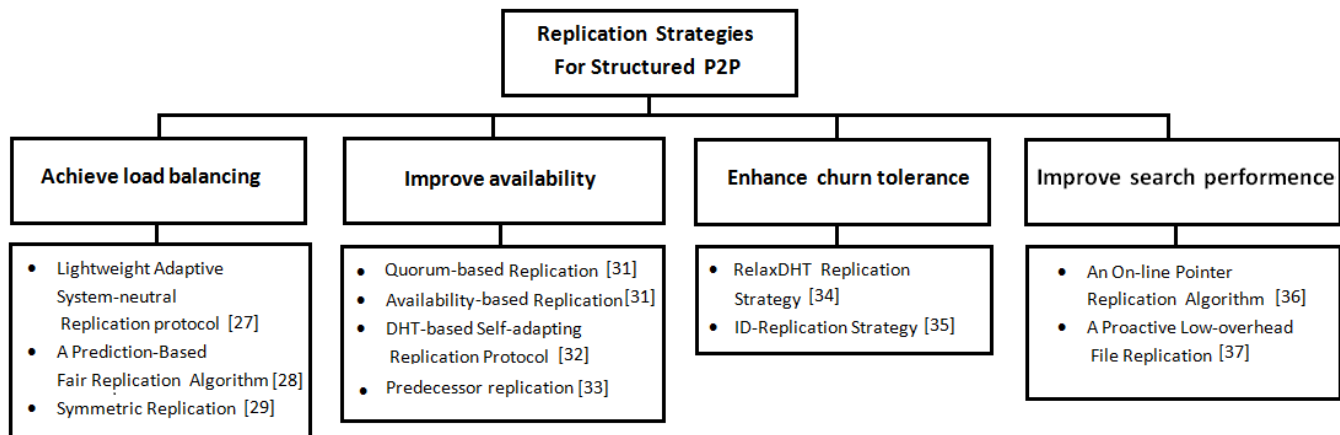 Replication Strategies
For Structured P2P
Achieve load balancing
Improve availability
Enhance churn tolerance
Improve search performence
• Lightweight Adaptive
System-neutral
Replication protocol [27]
• A Prediction-Based
Fair Replication Algorithm [28]
• Symmetric Replication [29]
• Quorum-based Replication [31]
• Availability-based Replication [31]
• DHT-based Self-adapting
Replication Protocol [32]
• Predecessor replication [33]
• RelaxDHT Replication
Strategy [34]
• ID-Replication Strategy [35]
• An On-line Pointer
Replication Algorithm [36]
• A Proactive Low-overhead
File Replication [37]